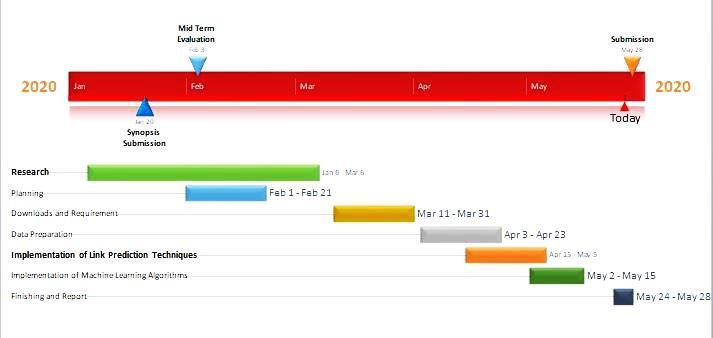 Mid Term
Evaluation
Feb 3
Submission
May 28
2020 Jan Feb Mar Apr May 2020
Jan 20
Synopsis
Submission
Today
Research Jan 6 - Mar 6
Planning Feb 1 - Feb 21
Downloads and Requirement Mar 11 - Mar 31
Data Preparation Apr 3 - Apr 23
Implementation of Link Prediction Techniques Apr 15 - May 5
Implementation of Machine Learning Algorithms May 2 - May 15
Finishing and Report May 24 - May 28